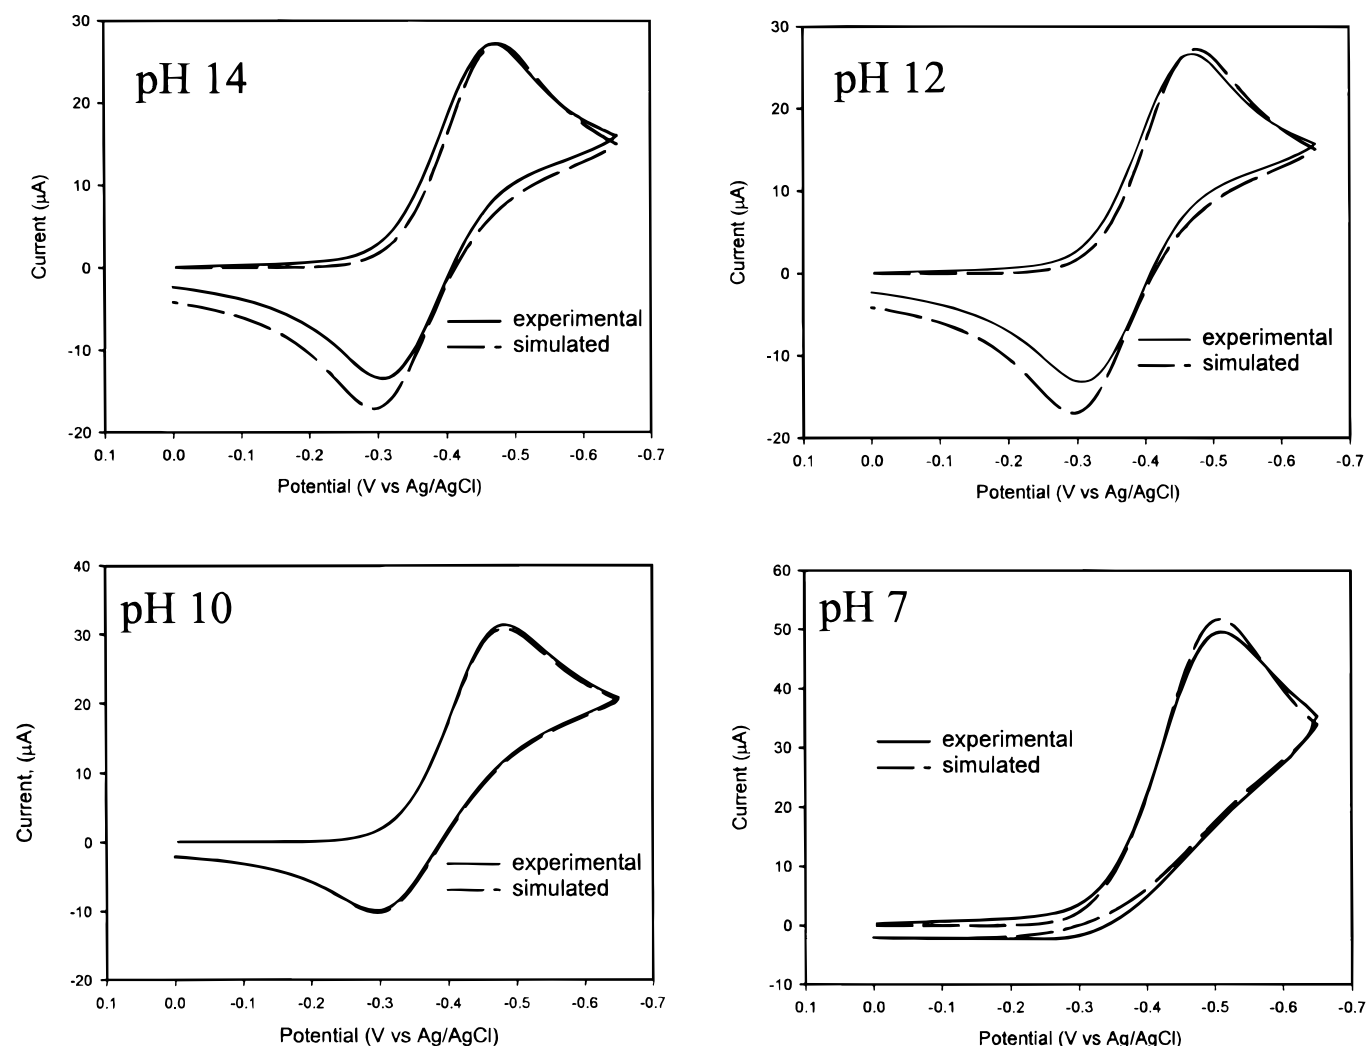 pH 14
30
20
10
0
-10
-20
Current (µA)
experimental
simulated
0.1 0.0 -0.1 -0.2 -0.3 -0.4 -0.5 -0.6 -0.7
Potential (V vs Ag/AgCl)
pH 12
30
20
10
0
-10
-20
Current (µA)
experimental
simulated
0.1 0.0 -0.1 -0.2 -0.3 -0.4 -0.5 -0.6 -0.7
Potential (V vs Ag/AgCl)
pH 10
40
30
20
10
0
-10
-20
Current, (µA)
experimental
simulated
0.1 0.0 -0.1 -0.2 -0.3 -0.4 -0.5 -0.6 -0.7
Potential (V vs Ag/AgCl)
pH 7
60
50
40
30
20
10
0
-10
Current (µA)
experimental
simulated
0.1 0.0 -0.1 -0.2 -0.3 -0.4 -0.5 -0.6 -0.7
Potential (V vs Ag/AgCl)